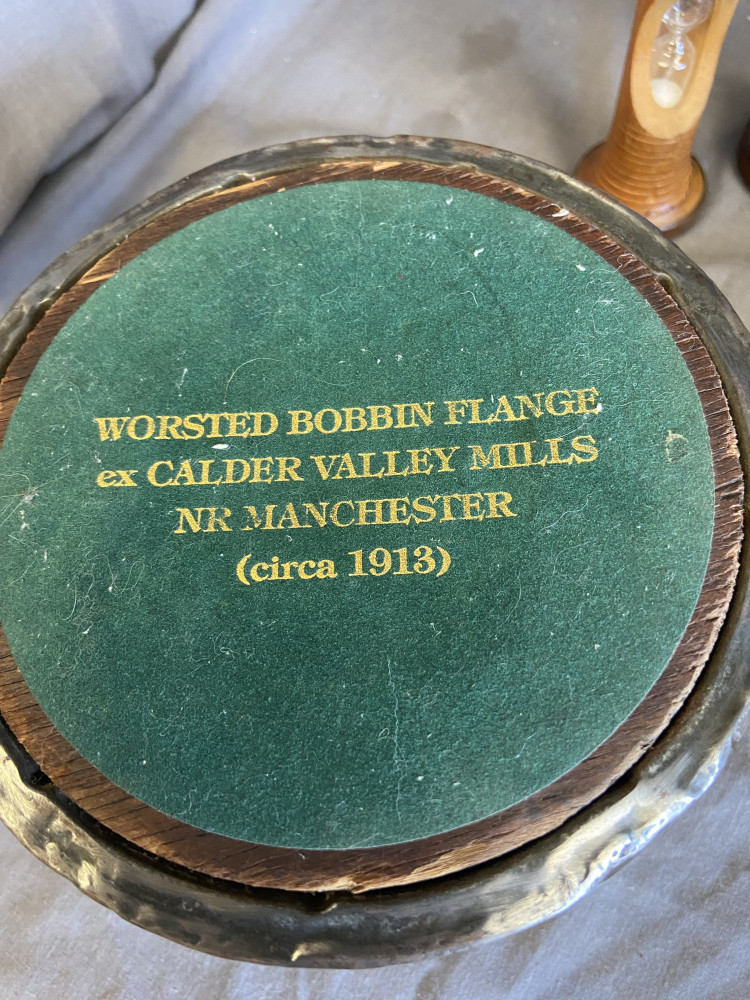 WORSTED BOBBIN FLANGE
ex CALDER VALLEY MILLS
NR MANCHESTER
(circa 1913)